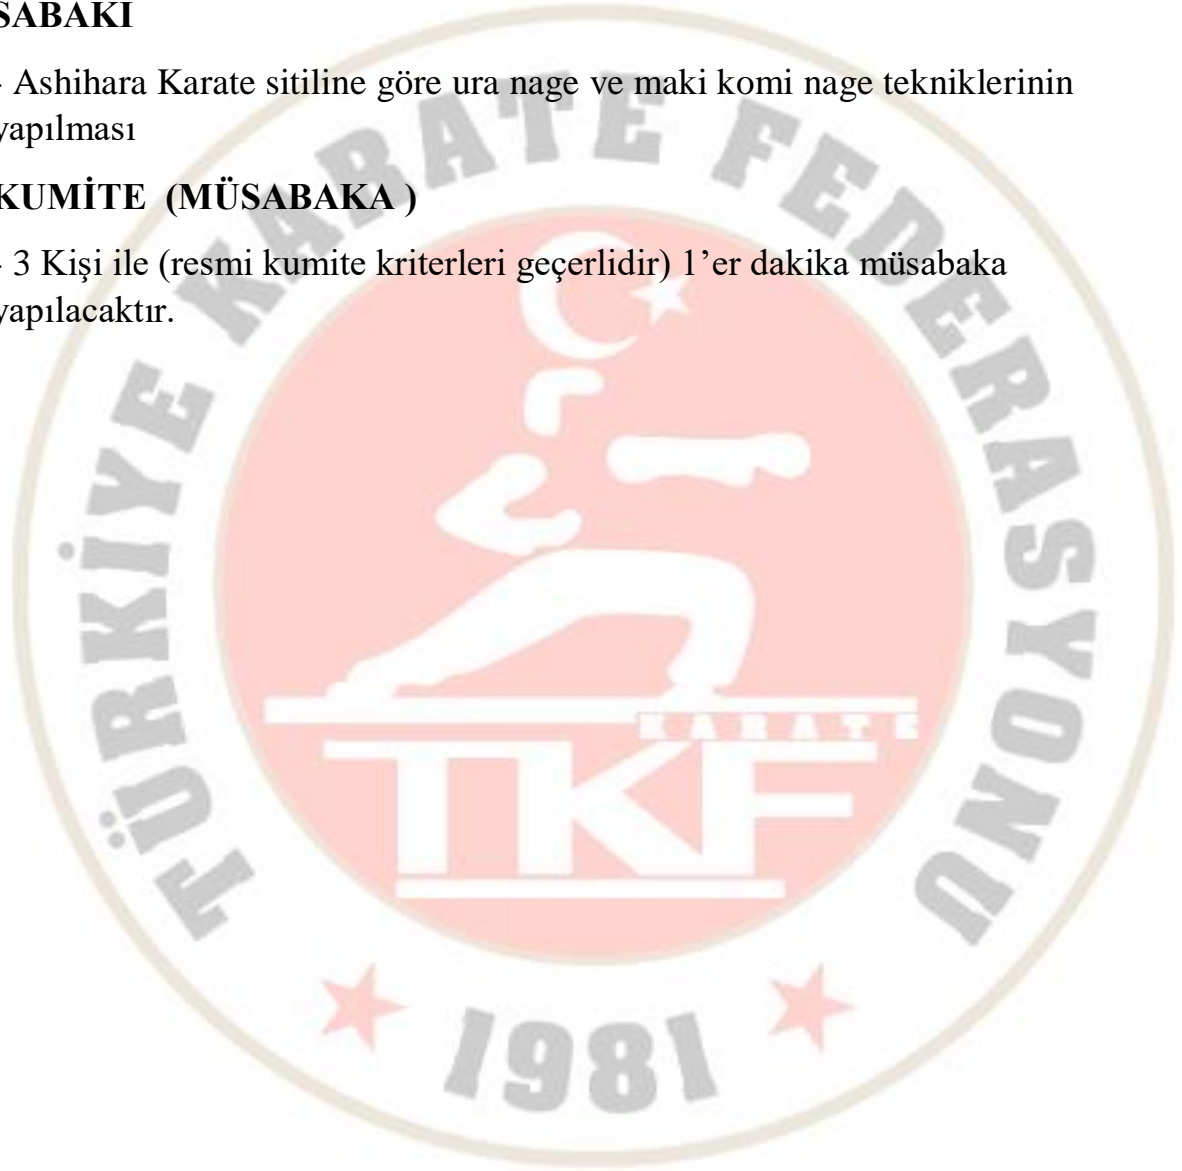 SABAKI
- Ashihara Karate sitiline göre ura nage ve maki komi nage tekniklerinin
yapılması
KUMİTE (MÜSABAKA )
- 3 Kişi ile (resmi kumite kriterleri geçerlidir) 1’er dakika müsabaka
yapılacaktır.
TÜRKİYE KARATE FEDERASYONU
KARATE
TKF
1981